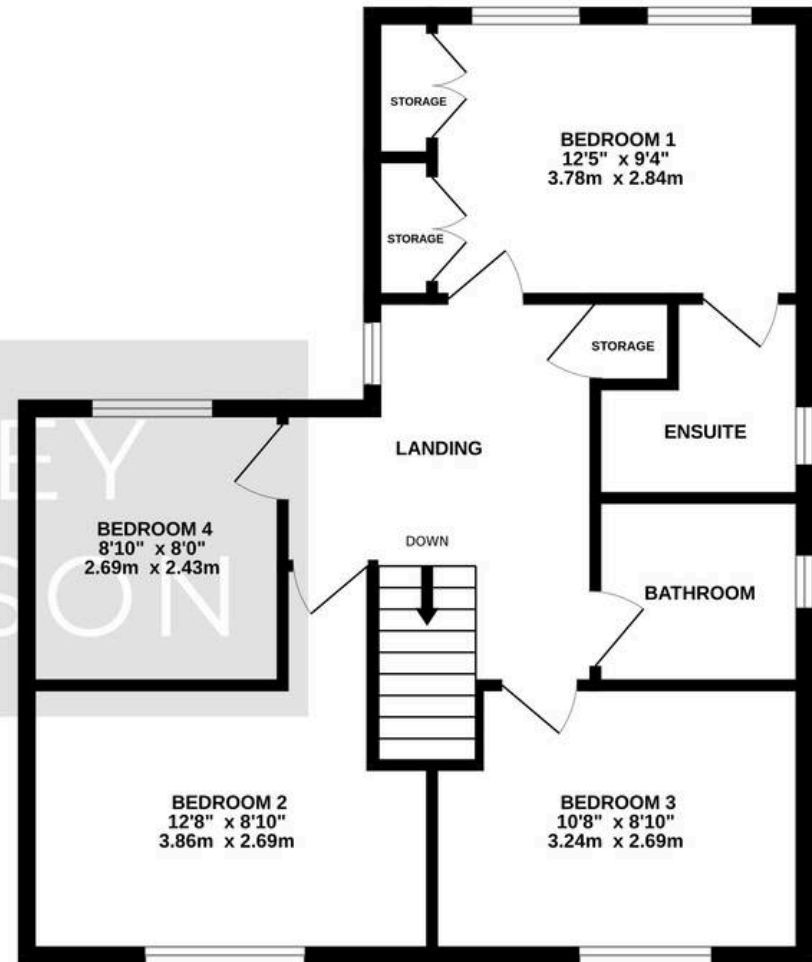 STORAGE
BEDROOM 1
12'5" x 9'4"
3.78m x 2.84m
STORAGE
STORAGE
LANDING
ENSUITE
EY
BEDROOM 4
8'10" x 8'0"
2.69m x 2.43m
DOWN
BATHROOM
SON
BEDROOM 2
12'8" x 8'10"
3.86m x 2.69m
BEDROOM 3
10'8" x 8'10"
3.24m x 2.69m